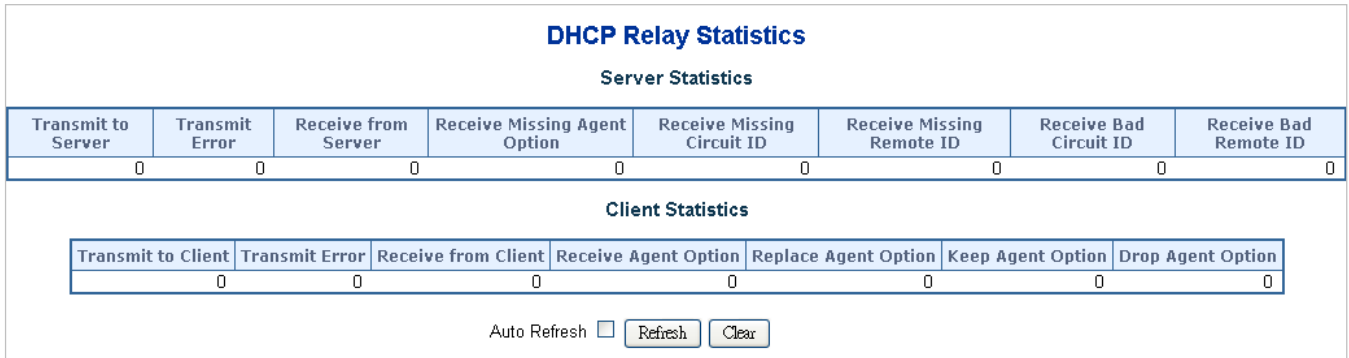 DHCP Relay Statistics
Server Statistics
Transmit to Server Transmit Error Receive from Server Receive Missing Agent Option Receive Missing Circuit ID Receive Missing Remote ID Receive Bad Circuit ID Receive Bad Remote ID
0 0 0 0 0 0 0 0
Client Statistics
Transmit to Client Transmit Error Receive from Client Receive Agent Option Replace Agent Option Keep Agent Option Drop Agent Option
0 0 0 0 0 0 0
Auto Refresh Refresh Clear